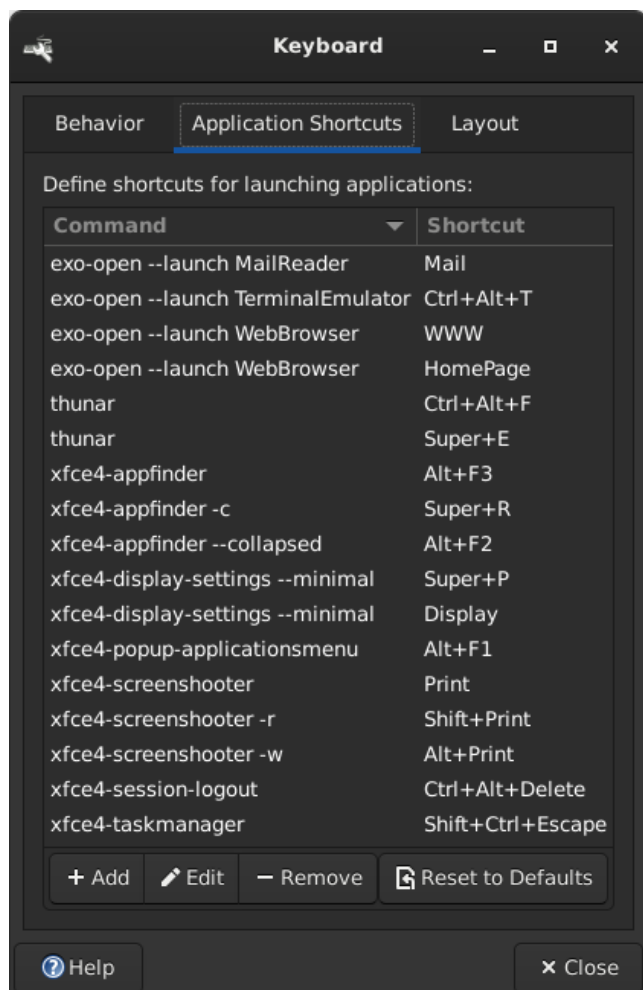 Keyboard
Behavior Application Shortcuts Layout
Define shortcuts for launching applications:
Command Shortcut
exo-open --launch MailReader Mail
exo-open --launch TerminalEmulator Ctrl+Alt+T
exo-open --launch WebBrowser WWW
exo-open --launch WebBrowser HomePage
thunar Ctrl+Alt+F
thunar Super+E
xfce4-appfinder Alt+F3
xfce4-appfinder -c Super+R
xfce4-appfinder --collapsed Alt+F2
xfce4-display-settings --minimal Super+P
xfce4-display-settings --minimal Display
xfce4-popup-applicationsmenu Alt+F1
xfce4-screenshooter Print
xfce4-screenshooter -r Shift+Print
xfce4-screenshooter -w Alt+Print
xfce4-session-logout Ctrl+Alt+Delete
xfce4-taskmanager Shift+Ctrl+Escape
+ Add Edit − Remove Reset to Defaults
? Help × Close